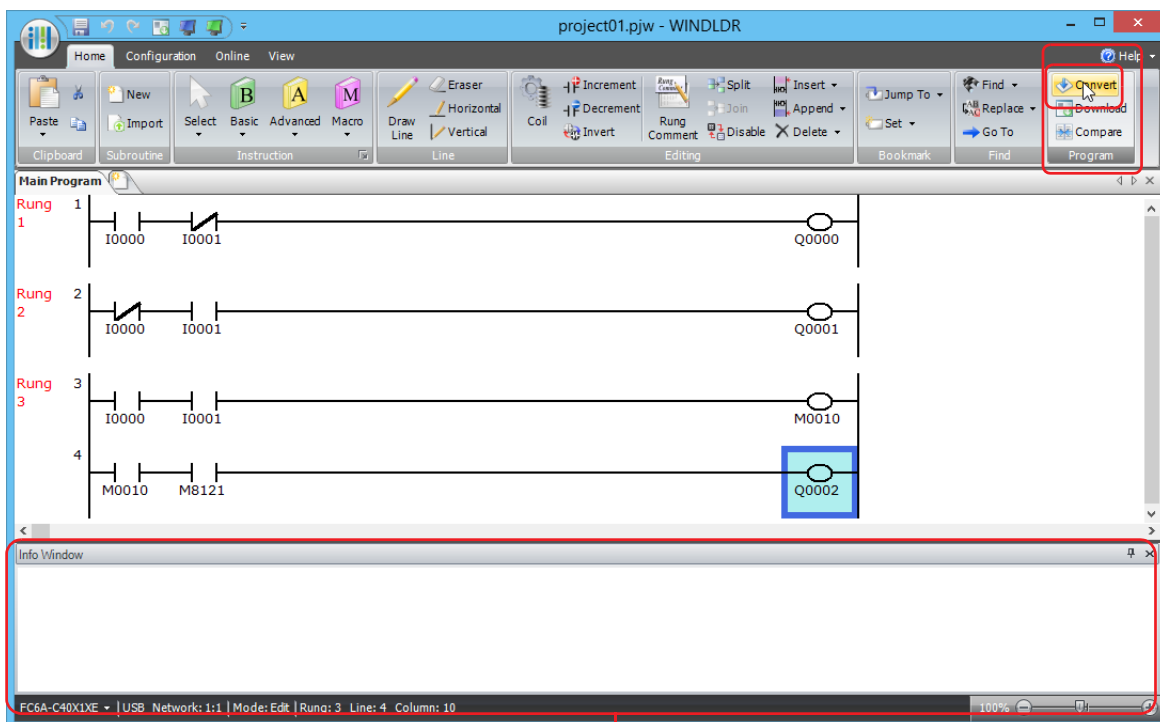 project01.pjw - WINDLDR
Home Configuration Online View Help
Paste
Clipboard
New
Import
Subroutine
Select Basic Advanced Macro
B A M
Instruction
Draw Line
Eraser
Horizontal
Vertical
Line
Coil
Increment
Decrement
Invert
Rung Comment
Split
Join
Disable
Insert
Append
Delete
Editing
Jump To
Set
Bookmark
Find
Replace
Go To
Find
Convert
Download
Compare
Program
Main Program
Rung 1
1
I0000 I0001 Q0000
Rung 2
2
I0000 I0001 Q0001
Rung 3
3
I0000 I0001 M0010
4
M0010 M8121 Q0002
Info Window
FC6A-C40X1XE USB Network: 1:1 | Mode: Edit | Rung: 3 Line: 4 Column: 10
100%